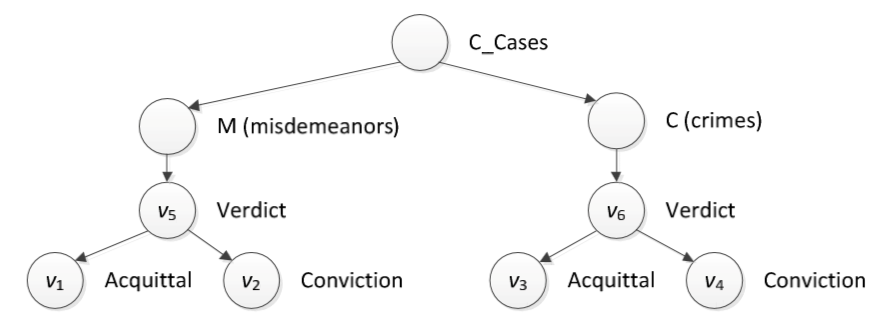 C_Cases
M (misdemeanors)
C (crimes)
v₅ Verdict
v₆ Verdict
v₁ Acquittal
v₂ Conviction
v₃ Acquittal
v₄ Conviction